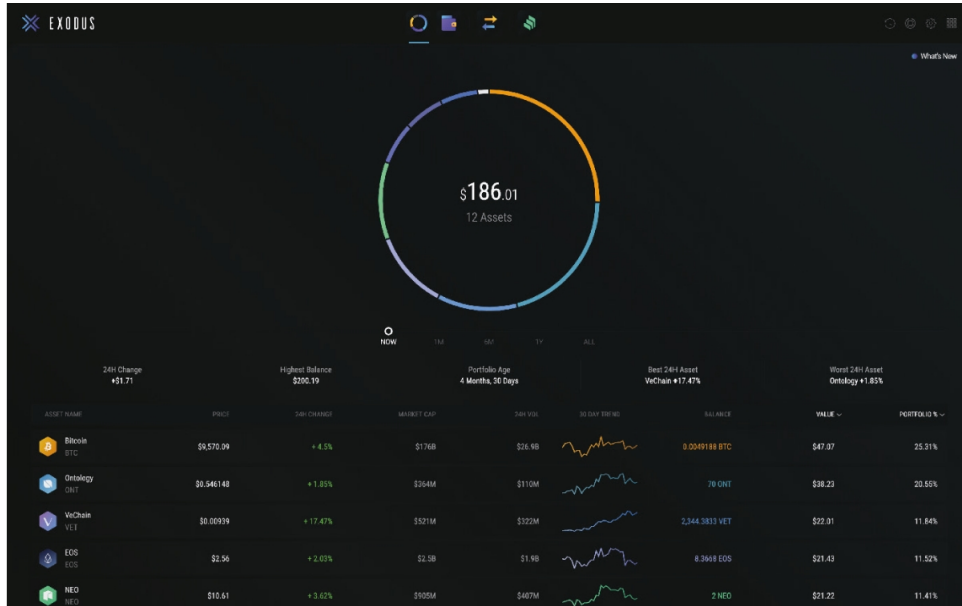 EXODUS
What's New
$186.01
12 Assets
NOW 1M 6M 1Y ALL
24H Change Highest Balance Portfolio Age Best 24H Asset Worst 24H Asset
+$1.71 $200.19 4 Months, 30 Days VeChain +17.47% Ontology +1.85%
ASSET NAME PRICE 24H CHANGE MARKET CAP 24H VOL 30 DAY TREND BALANCE VALUE PORTFOLIO %
Bitcoin
BTC $9,570.09 +4.5% $176B $26.9B 0.0049188 BTC $47.07 25.31%
Ontology
ONT $0.546148 +1.85% $364M $110M 70 ONT $38.23 20.55%
VeChain
VET $0.00939 +17.47% $521M $322M 2,344.3833 VET $22.01 11.84%
EOS
EOS $2.56 +2.03% $2.5B $1.9B 8.3668 EOS $21.43 11.52%
NEO
NEO $10.61 +3.62% $905M $407M 2 NEO $21.22 11.41%